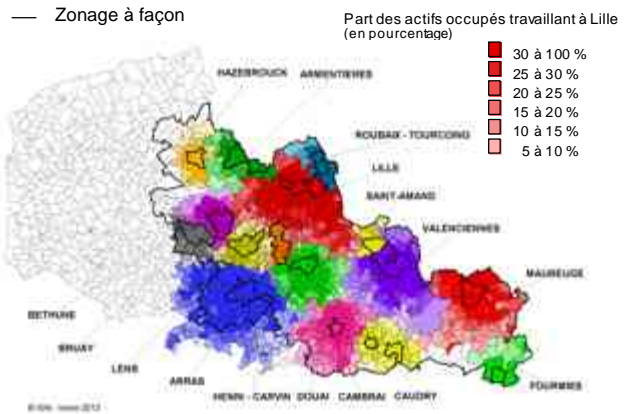 — Zonage à façon
Part des actifs occupés travaillant à Lille
(en pourcentage)
30 à 100 %
25 à 30 %
20 à 25 %
15 à 20 %
10 à 15 %
5 à 10 %
HAZEBROUCK
ARMENTIERES
ROUBAIX - TOURCOING
LILLE
SAINT-AMAND
VALENCIENNES
MAUBEUGE
BETHUNE
BRUAY
LENS
ARRAS
HENIN - CARVIN
DOUAI
CAMBRAI
CAUDRY
FOURMIES